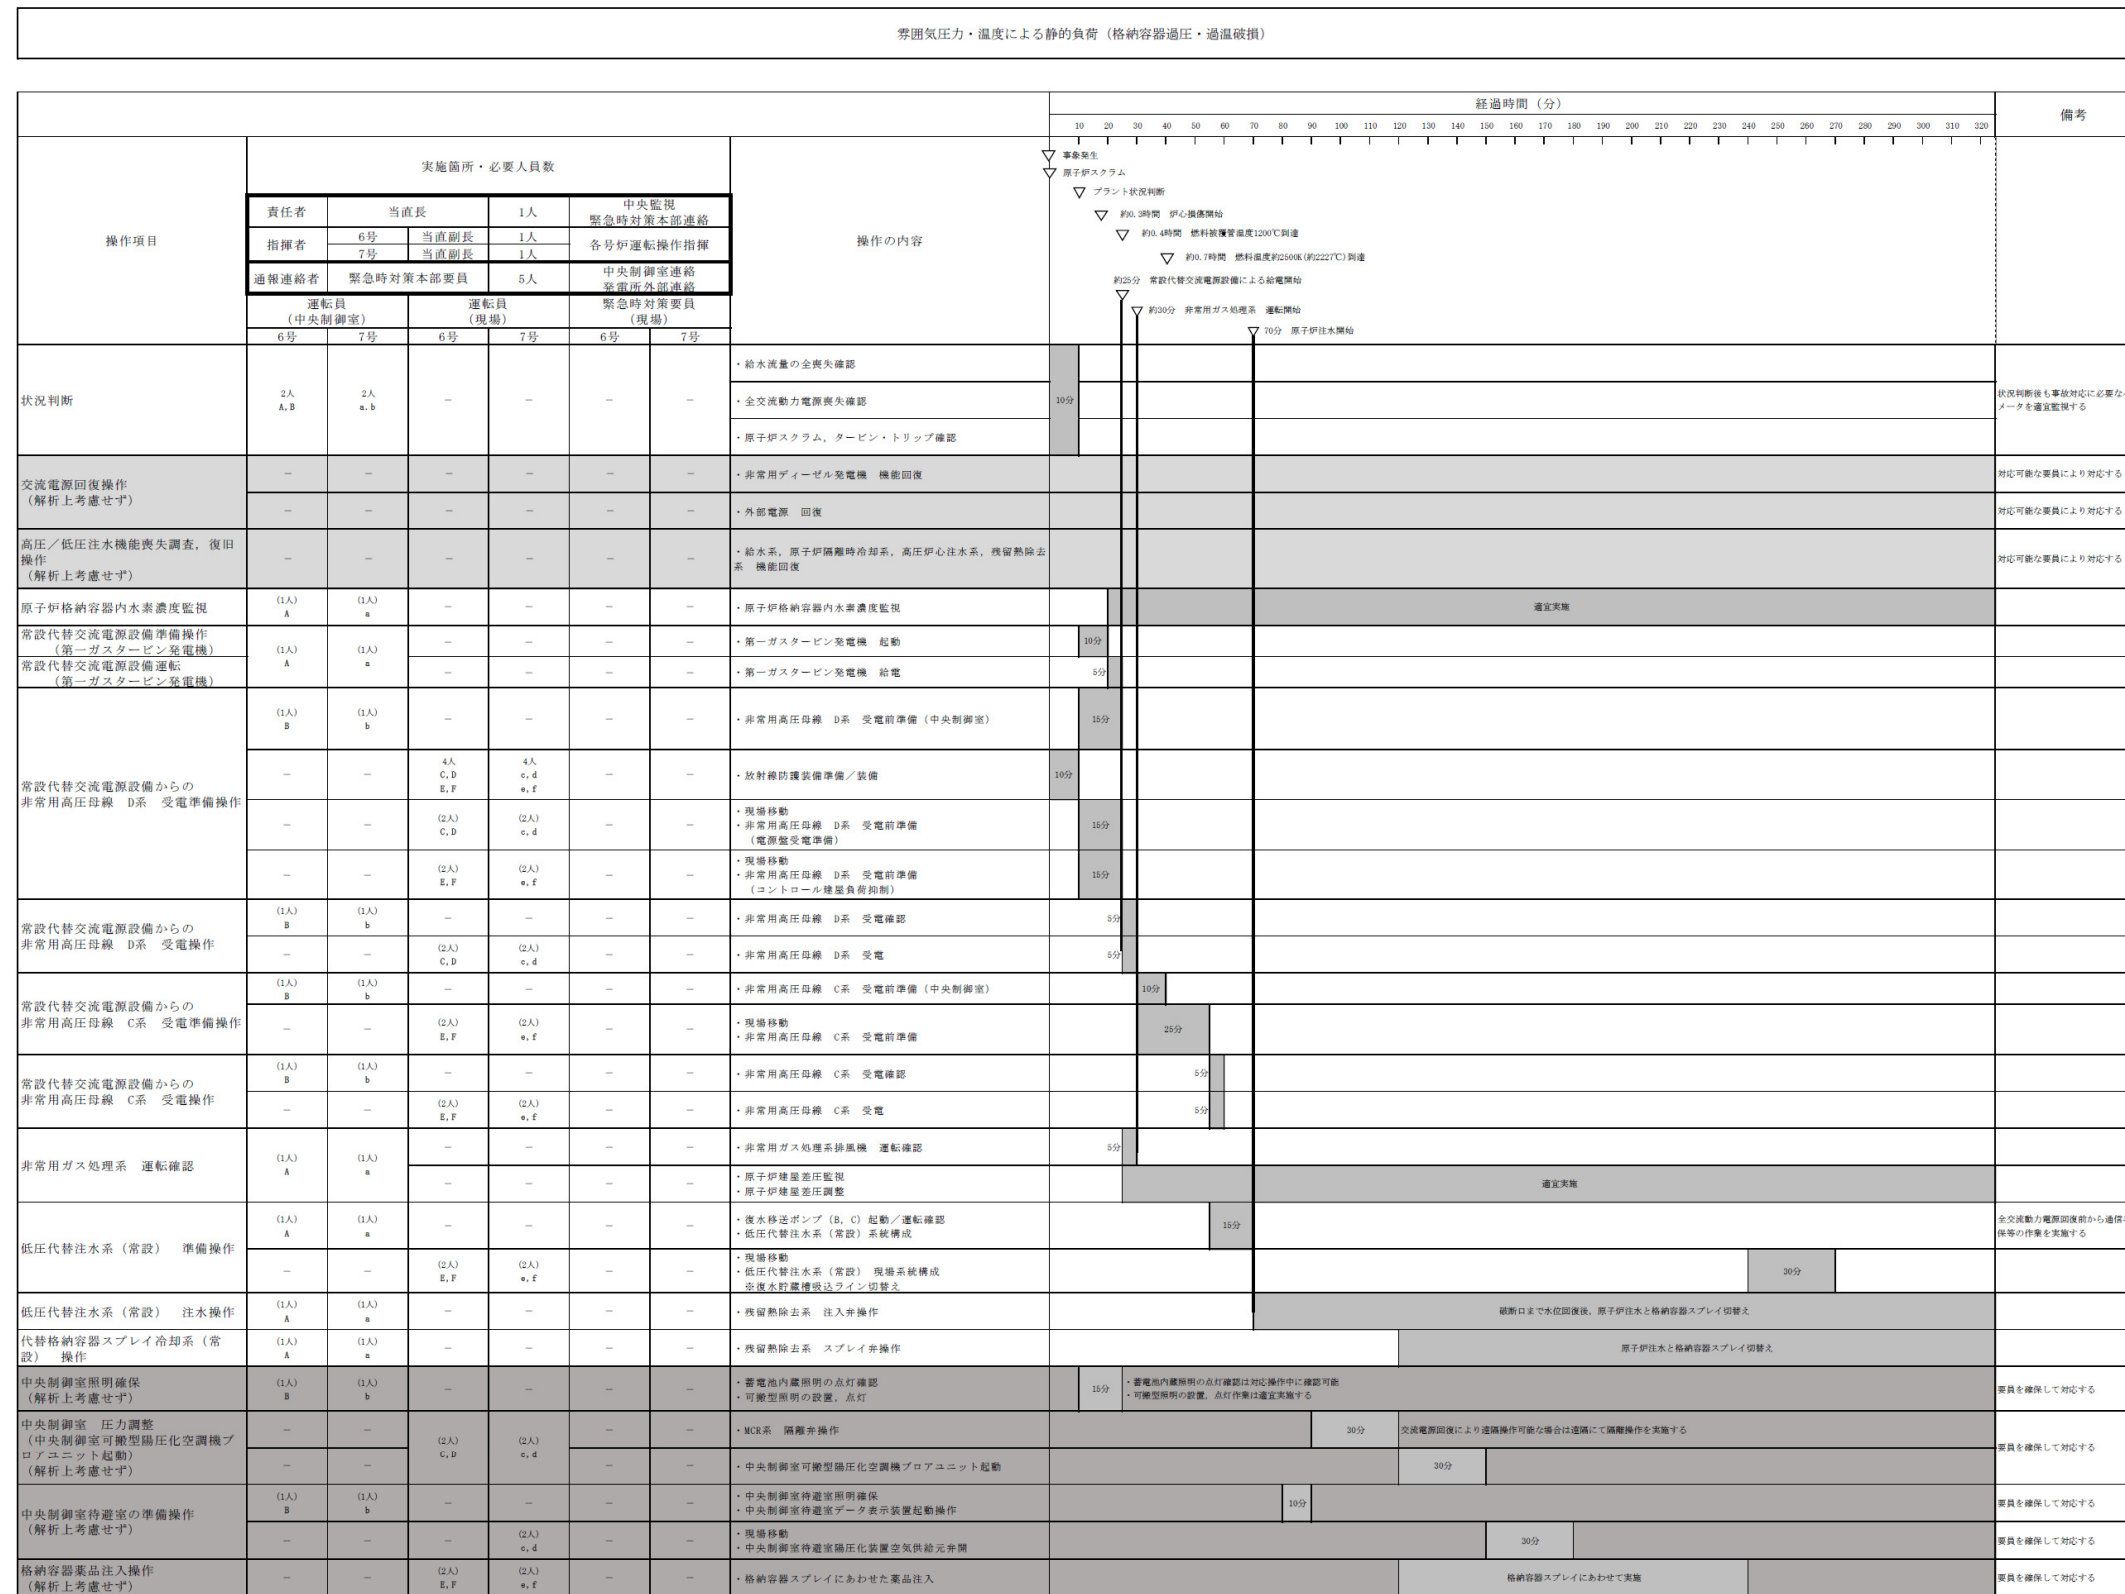 雰囲気圧力・温度による静的負荷（格納容器過圧・過温破損）
経過時間（分）
備考
10 20 30 40 50 60 70 80 90 100 110 120 130 140 150 160 170 180 190 200 210 220 230 240 250 260 270 280 290 300 310 320
操作項目
実施箇所・必要人員数
操作の内容
責任者 当直長 1人 中央監視
緊急時対策本部連絡
指揮者 6号 当直副長 1人 各号炉運転操作指揮
7号 当直副長 1人
通報連絡者 緊急時対策本部要員 5人 中央制御室連絡
発電所外部連絡
運転員
（中央制御室）
運転員
（現場）
緊急時対策要員
（現場）
6号 7号 6号 7号 6号 7号
事象発生
原子炉スクラム
プラント状況判断
約0.3時間　炉心損傷開始
約0.4時間　燃料被覆管温度1200℃到達
約0.7時間　燃料温度約2500K(約2227℃)到達
約25分　常設代替交流電源設備による給電開始
約30分　非常用ガス処理系　運転開始
70分　原子炉注水開始
状況判断
2人
A,B
2人
a.b
－ － － －
・給水流量の全喪失確認
・全交流動力電源喪失確認
・原子炉スクラム，タービン・トリップ確認
10分
状況判断後も事故対応に必要な
メータを適宜監視する
交流電源回復操作
（解析上考慮せず）
－ － － － － － ・非常用ディーゼル発電機　機能回復
対応可能な要員により対応する
－ － － － － － ・外部電源　回復
対応可能な要員により対応する
高圧／低圧注水機能喪失調査，復旧
操作
（解析上考慮せず）
－ － － － － －
・給水系，原子炉隔離時冷却系，高圧炉心注水系，残留熱除去
系　機能回復
対応可能な要員により対応する
原子炉格納容器内水素濃度監視
(1人)
A
(1人)
a
－ － － － ・原子炉格納容器内水素濃度監視
適宜実施
常設代替交流電源設備準備操作
（第一ガスタービン発電機）
(1人)
A
(1人)
a
－ － － － ・第一ガスタービン発電機　起動
10分
常設代替交流電源設備運転
（第一ガスタービン発電機）
－ － － － ・第一ガスタービン発電機　給電
5分
常設代替交流電源設備からの
非常用高圧母線　D系　受電準備操作
(1人)
B
(1人)
b
－ － － － ・非常用高圧母線　D系　受電前準備（中央制御室）
15分
－ －
4人
C,D
E,F
4人
c,d
e,f
－ － ・放射線防護装備準備／装備
10分
－ －
(2人)
C,D
(2人)
c,d
－ －
・現場移動
・非常用高圧母線　D系　受電前準備
（電源盤受電準備）
15分
－ －
(2人)
E,F
(2人)
e,f
－ －
・現場移動
・非常用高圧母線　D系　受電前準備
（コントロール建屋負荷抑制）
15分
常設代替交流電源設備からの
非常用高圧母線　D系　受電操作
(1人)
B
(1人)
b
－ － － － ・非常用高圧母線　D系　受電確認
5分
－ －
(2人)
C,D
(2人)
c,d
－ － ・非常用高圧母線　D系　受電
5分
常設代替交流電源設備からの
非常用高圧母線　C系　受電準備操作
(1人)
B
(1人)
b
－ － － － ・非常用高圧母線　C系　受電前準備（中央制御室）
10分
－ －
(2人)
E,F
(2人)
e,f
－ －
・現場移動
・非常用高圧母線　C系　受電前準備
25分
常設代替交流電源設備からの
非常用高圧母線　C系　受電操作
(1人)
B
(1人)
b
－ － － － ・非常用高圧母線　C系　受電確認
5分
－ －
(2人)
E,F
(2人)
e,f
－ － ・非常用高圧母線　C系　受電
5分
非常用ガス処理系　運転確認
(1人)
A
(1人)
a
－ － － － ・非常用ガス処理系排風機　運転確認
5分
－ － － －
・原子炉建屋差圧監視
・原子炉建屋差圧調整
適宜実施
低圧代替注水系（常設）　準備操作
(1人)
A
(1人)
a
－ － － －
・復水移送ポンプ（B, C）起動／運転確認
・低圧代替注水系（常設）系統構成
15分
全交流動力電源回復前から通信
保等の作業を実施する
－ －
(2人)
E,F
(2人)
e,f
－ －
・現場移動
・低圧代替注水系（常設）　現場系統構成
※復水貯蔵槽吸込ライン切替え
30分
低圧代替注水系（常設）　注水操作
(1人)
A
(1人)
a
－ － － － ・残留熱除去系　注入弁操作
破断口まで水位回復後，原子炉注水と格納容器スプレイ切替え
代替格納容器スプレイ冷却系（常
設）　操作
(1人)
A
(1人)
a
－ － － － ・残留熱除去系　スプレイ弁操作
原子炉注水と格納容器スプレイ切替え
中央制御室照明確保
（解析上考慮せず）
(1人)
B
(1人)
b
－ － － －
・蓄電池内蔵照明の点灯確認
・可搬型照明の設置，点灯
15分
・蓄電池内蔵照明の点灯確認は対応操作中に確認可能
・可搬型照明の設置，点灯作業は適宜実施する
要員を確保して対応する
中央制御室　圧力調整
（中央制御室可搬型陽圧化空調機ブ
ロアユニット起動）
（解析上考慮せず）
－ －
(2人)
C,D
(2人)
c,d
－ － ・MCR系　隔離弁操作
30分
交流電源回復により遠隔操作可能な場合は遠隔にて隔離操作を実施する
要員を確保して対応する
－ － － － ・中央制御室可搬型陽圧化空調機ブロアユニット起動
30分
中央制御室待避室の準備操作
（解析上考慮せず）
(1人)
B
(1人)
b
－ － － －
・中央制御室待避室照明確保
・中央制御室待避室データ表示装置起動操作
10分
要員を確保して対応する
－ － －
(2人)
c,d
－ －
・現場移動
・中央制御室待避室陽圧化装置空気供給元弁開
30分
要員を確保して対応する
格納容器薬品注入操作
（解析上考慮せず）
－ －
(2人)
E,F
(2人)
e,f
－ － ・格納容器スプレイにあわせた薬品注入
格納容器スプレイにあわせて実施
要員を確保して対応する